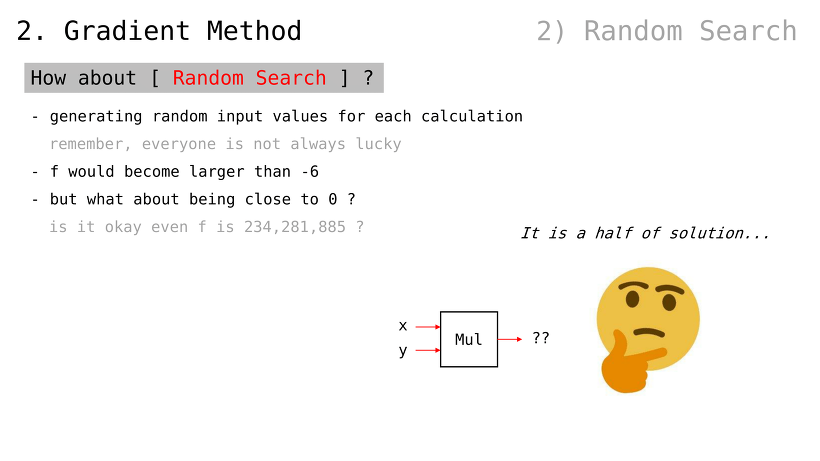 2. Gradient Method
2) Random Search
How about [ Random Search ] ?
- generating random input values for each calculation
remember, everyone is not always lucky
- f would become larger than -6
- but what about being close to 0 ?
is it okay even f is 234,281,885 ?
It is a half of solution...
x
y
Mul
??